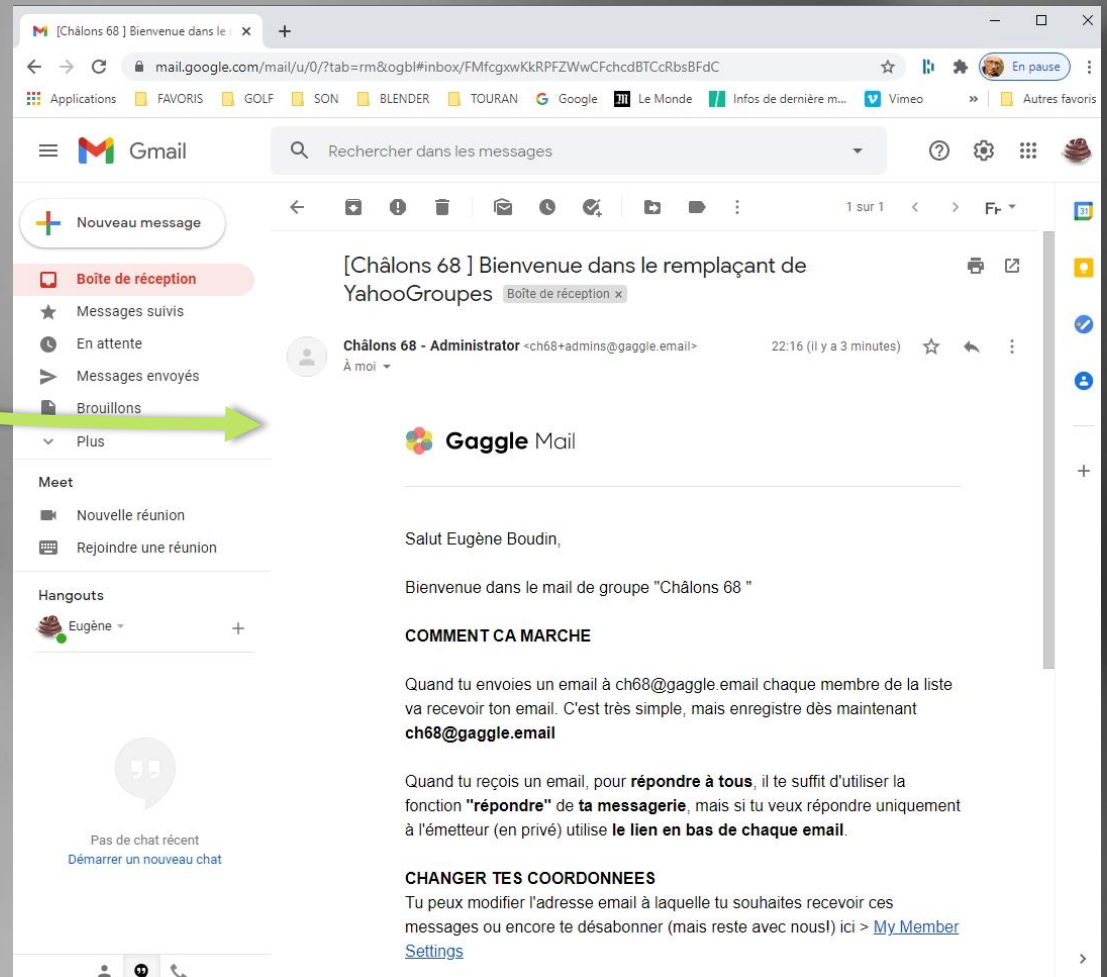 [Châlons 68 ] Bienvenue dans le r
mail.google.com/mail/u/0/?tab=rm&ogbl#inbox/FMfcgxwKkRPFZWwCFchcdBTCcRbsBFdC
En pause
Applications FAVORIS GOLF SON BLENDER TOURAN Google Le Monde Infos de dernière m... Vimeo » Autres favoris
Gmail
Rechercher dans les messages
Nouveau message
1 sur 1
31
Boîte de réception
Messages suivis
En attente
Messages envoyés
Brouillons
Plus
Meet
Nouvelle réunion
Rejoindre une réunion
Hangouts
Eugène
Pas de chat récent
Démarrer un nouveau chat
[Châlons 68 ] Bienvenue dans le remplaçant de
YahooGroupes Boîte de réception x
Châlons 68 - Administrator <ch68+admins@gaggle.email> 22:16 (il y a 3 minutes)
À moi
Gaggle Mail
Salut Eugène Boudin,
Bienvenue dans le mail de groupe "Châlons 68 "
COMMENT CA MARCHE
Quand tu envoies un email à ch68@gaggle.email chaque membre de la liste
va recevoir ton email. C'est très simple, mais enregistre dès maintenant
ch68@gaggle.email
Quand tu reçois un email, pour répondre à tous, il te suffit d'utiliser la
fonction "répondre" de ta messagerie, mais si tu veux répondre uniquement
à l'émetteur (en privé) utilise le lien en bas de chaque email.
CHANGER TES COORDONNEES
Tu peux modifier l'adresse email à laquelle tu souhaites recevoir ces
messages ou encore te désabonner (mais reste avec nous!) ici > My Member
Settings